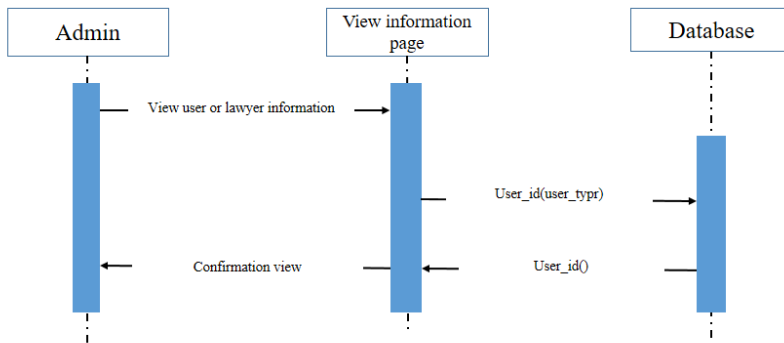 Admin
View information
page
Database
View user or lawyer information
User_id(user_typr)
Confirmation view
User_id()